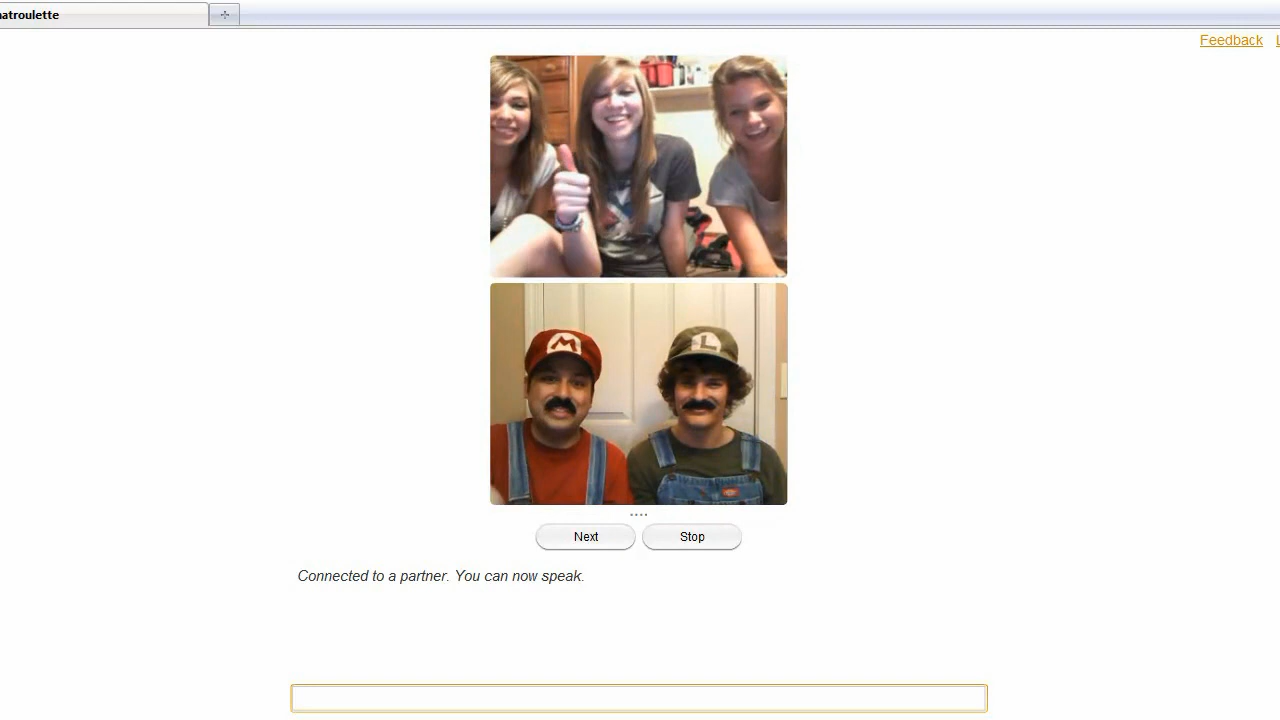 atroulette
Feedback
M
L
Next
Stop
Connected to a partner. You can now speak.